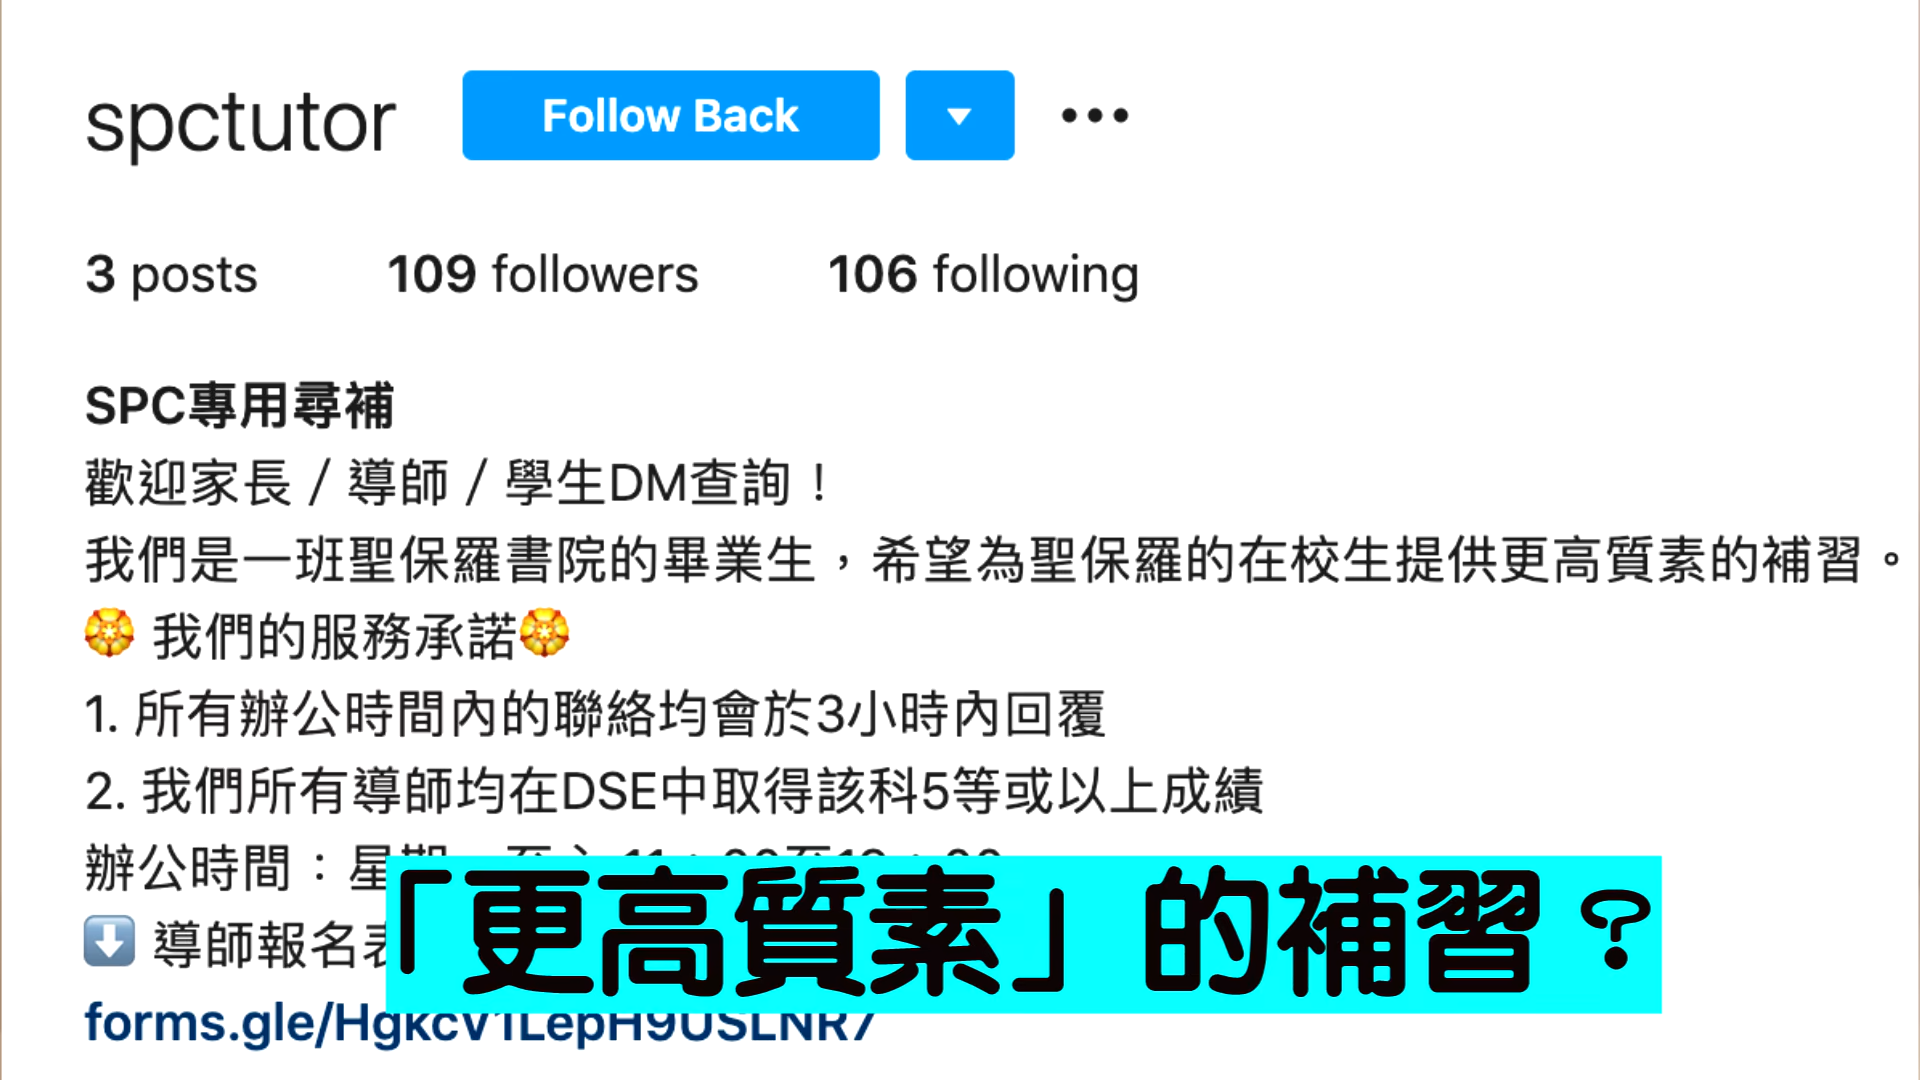 spctutor
Follow Back
3 posts 109 followers 106 following
SPC專用尋補
歡迎家長 / 導師 / 學生DM查詢！
我們是一班聖保羅書院的畢業生，希望為聖保羅的在校生提供更高質素的補習。
我們的服務承諾
1. 所有辦公時間內的聯絡均會於3小時內回覆
2. 我們所有導師均在DSE中取得該科5等或以上成績
辦公時間：星期
導師報名表
「更高質素」的補習？